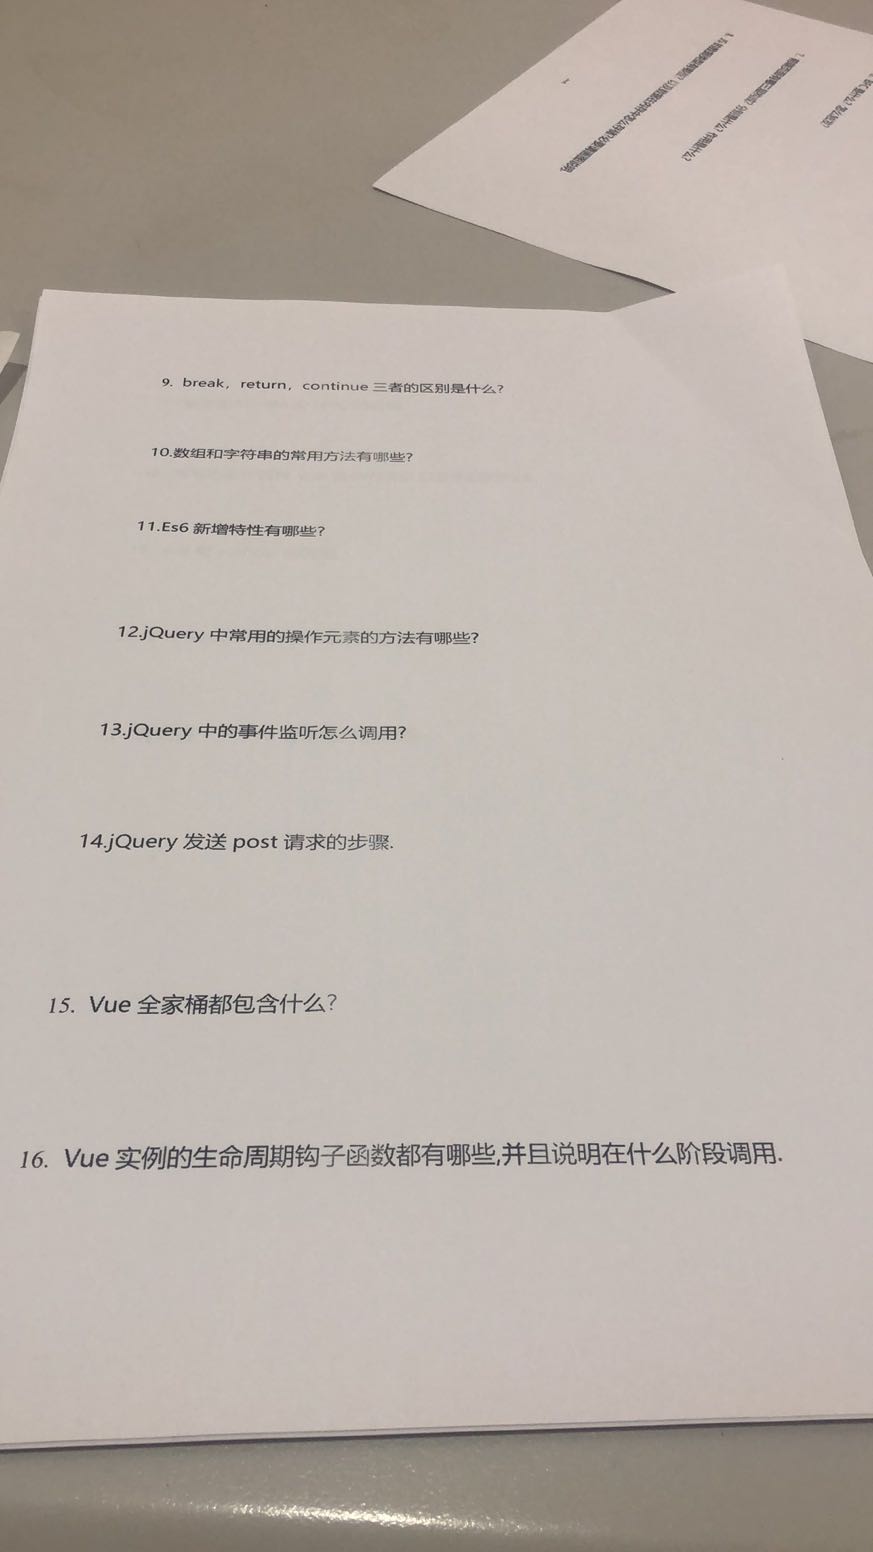 9. break，return，continue 三者的区别是什么?
10.数组和字符串的常用方法有哪些?
11.Es6 新增特性有哪些?
12.jQuery 中常用的操作元素的方法有哪些?
13.jQuery 中的事件监听怎么调用?
14.jQuery 发送 post 请求的步骤.
15. Vue 全家桶都包含什么?
16. Vue 实例的生命周期钩子函数都有哪些,并且说明在什么阶段调用.